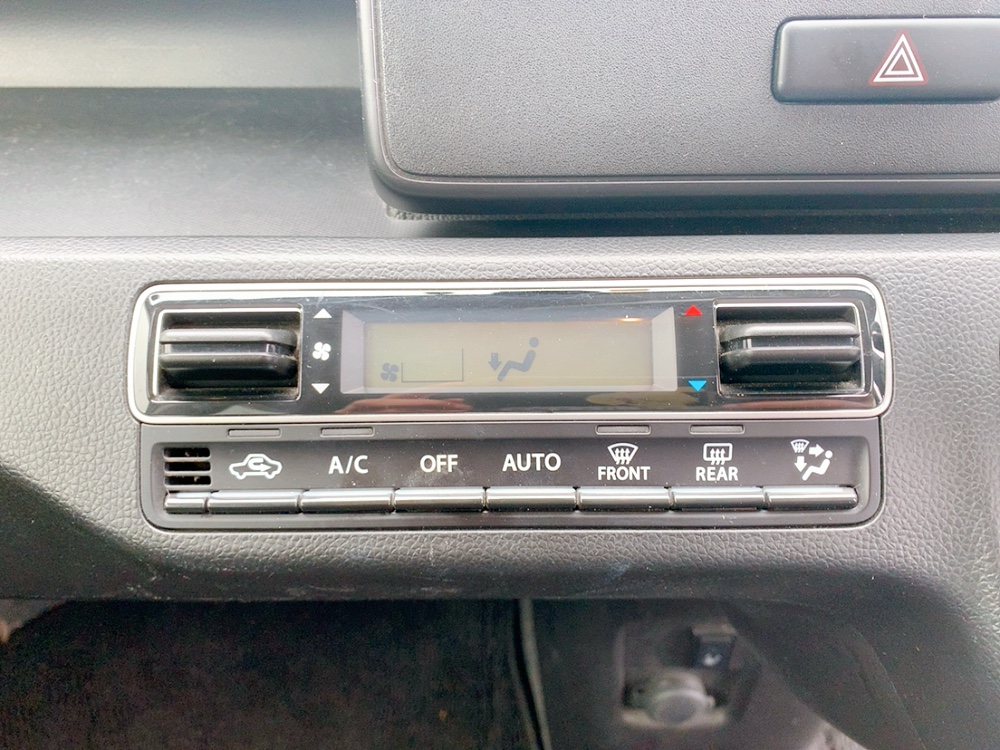 A/C
OFF
AUTO
FRONT
REAR